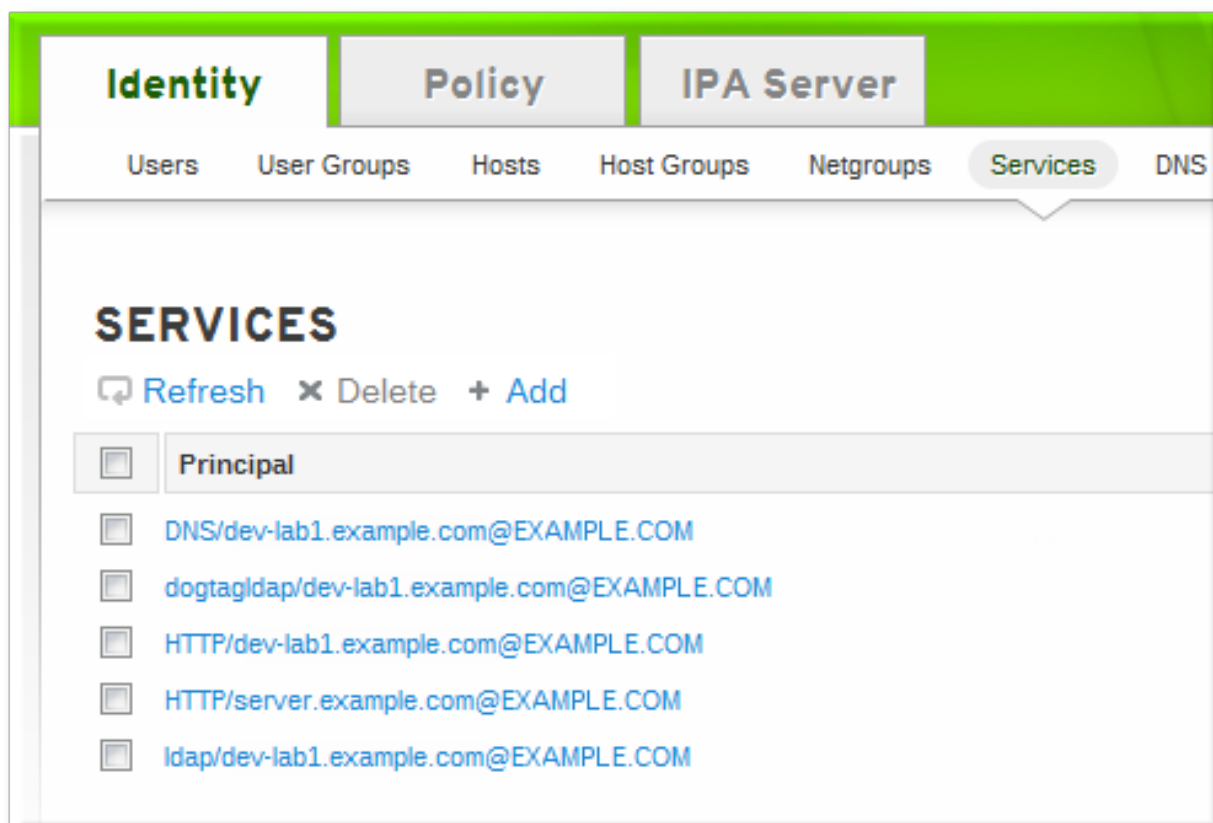 Identity Policy IPA Server
Users User Groups Hosts Host Groups Netgroups Services DNS
SERVICES
Refresh Delete Add
Principal
DNS/dev-lab1.example.com@EXAMPLE.COM
dogtagldap/dev-lab1.example.com@EXAMPLE.COM
HTTP/dev-lab1.example.com@EXAMPLE.COM
HTTP/server.example.com@EXAMPLE.COM
ldap/dev-lab1.example.com@EXAMPLE.COM